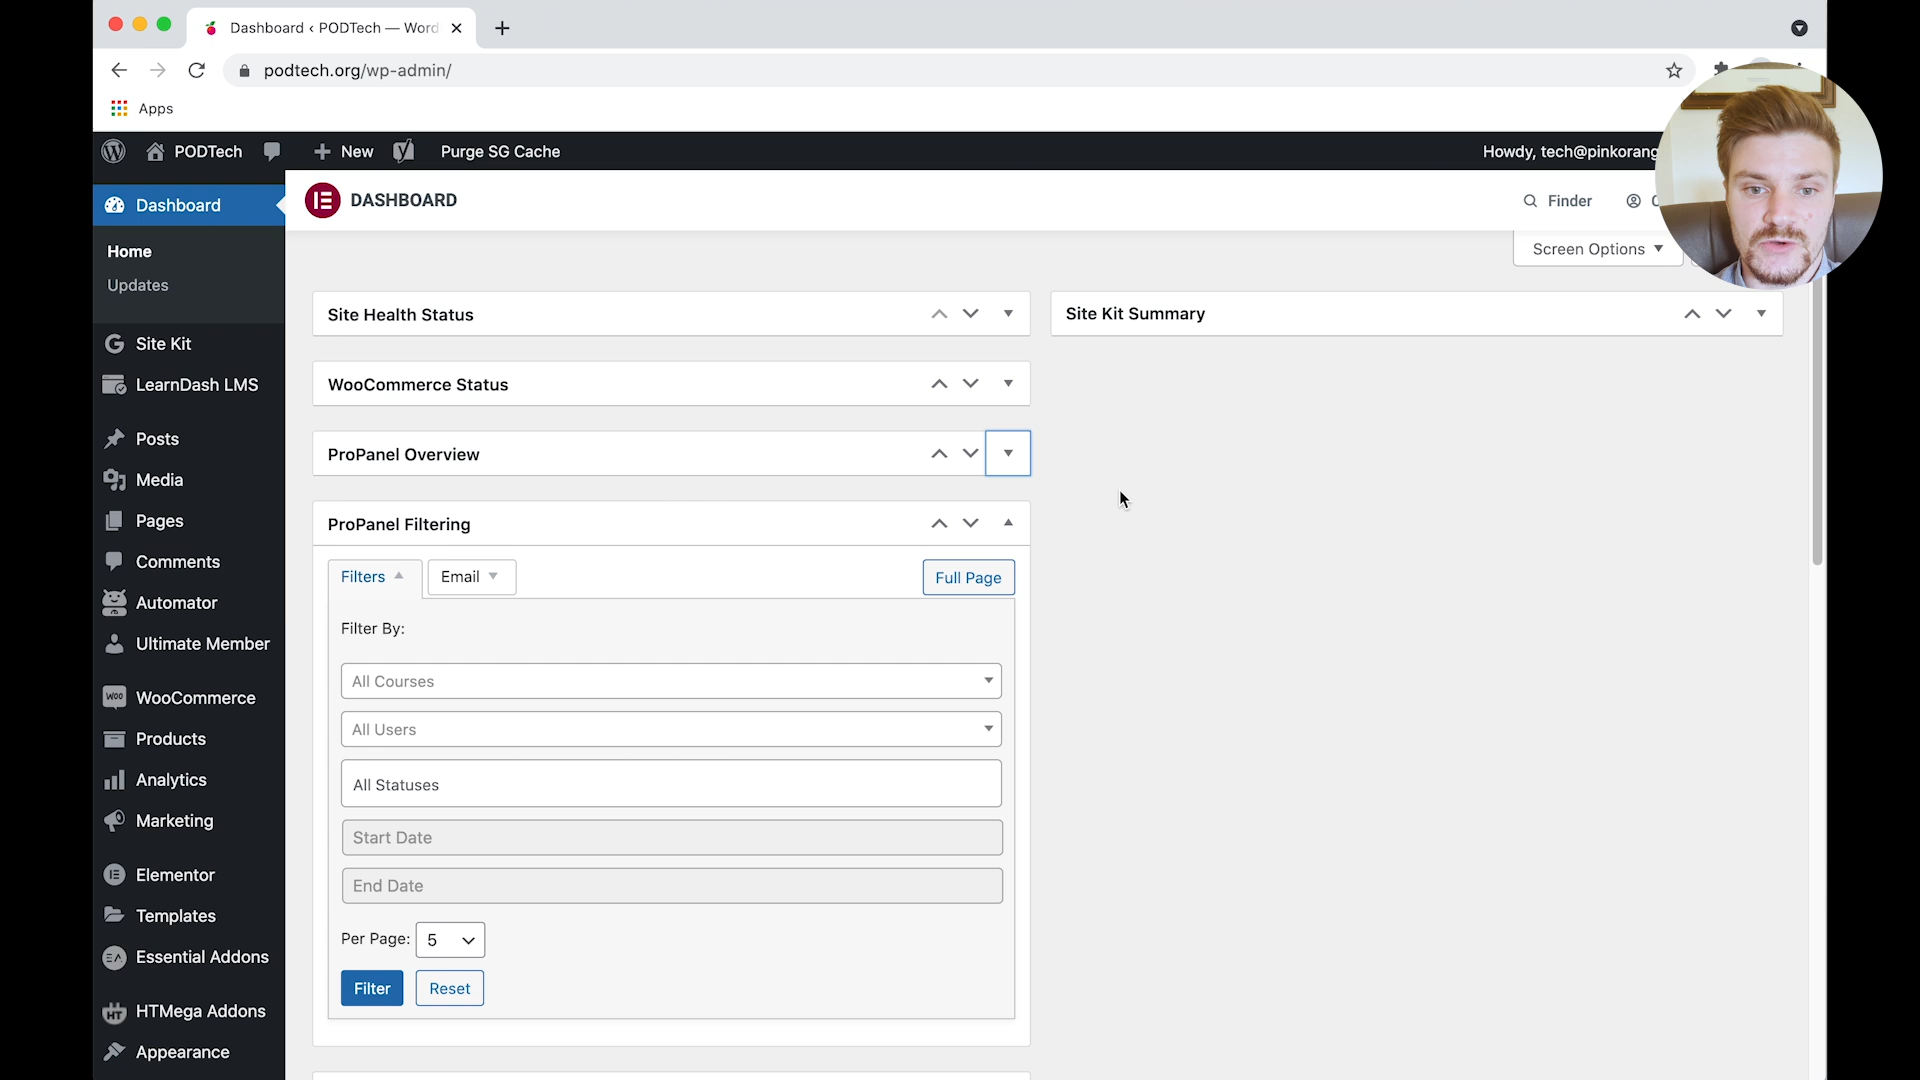 Dashboard ‹ PODTech — Word
podtech.org/wp-admin/
Apps
PODTech
New
Purge SG Cache
Howdy, tech@pinkorang
Dashboard
DASHBOARD
Finder
Screen Options
Home
Updates
Site Kit
LearnDash LMS
Posts
Media
Pages
Comments
Automator
Ultimate Member
WooCommerce
Products
Analytics
Marketing
Elementor
Templates
Essential Addons
HTMega Addons
Appearance
Site Health Status
Site Kit Summary
WooCommerce Status
ProPanel Overview
ProPanel Filtering
Filters
Email
Full Page
Filter By:
All Courses
All Users
All Statuses
Start Date
End Date
Per Page: 5
Filter
Reset